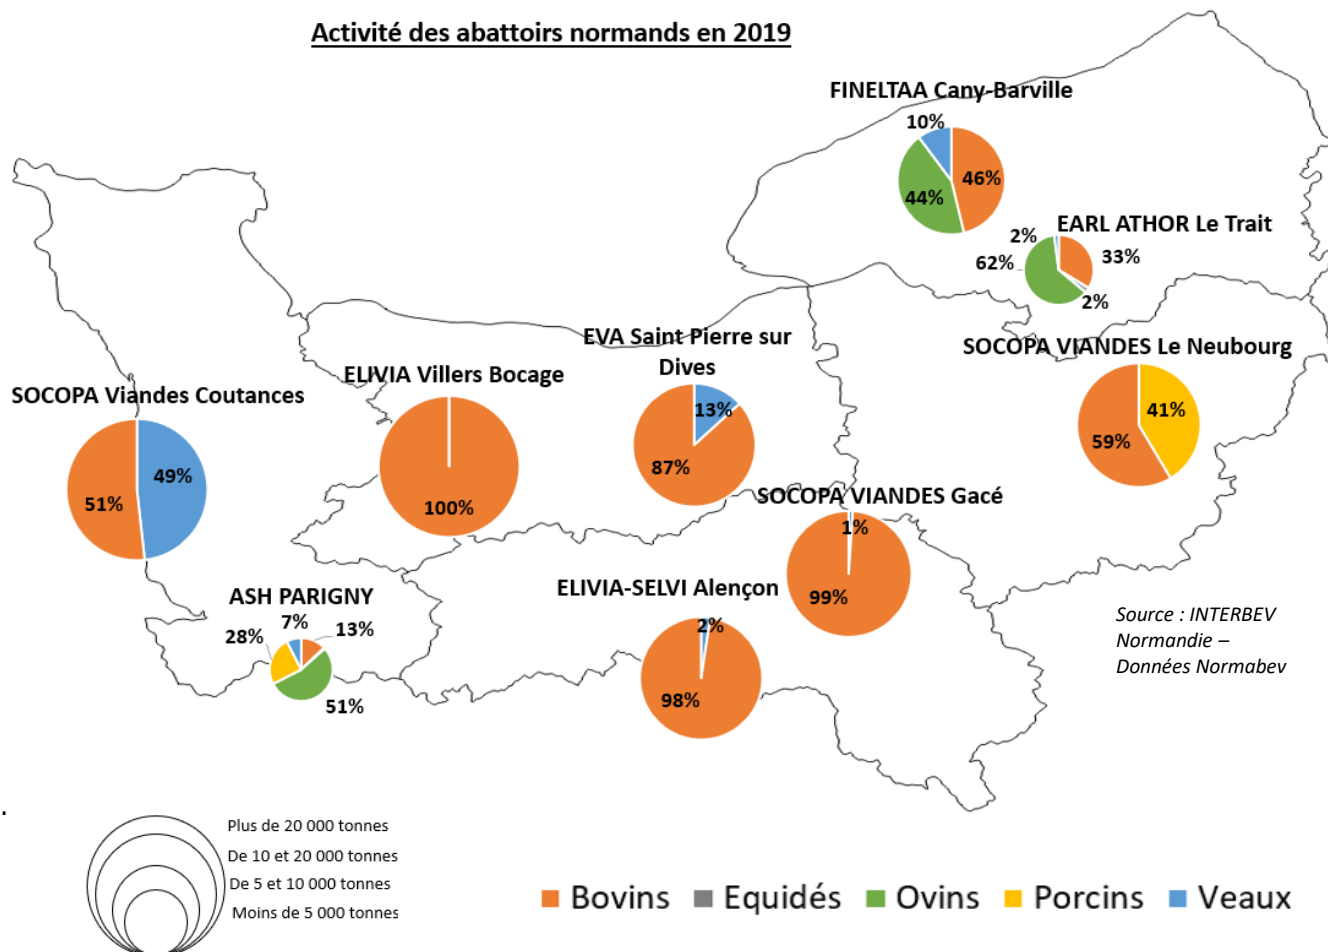 Activité des abattoirs normands en 2019
FINELTAA Cany-Barville
10%
46%
44%
EARL ATHOR Le Trait
2%
62%
33%
2%
EVA Saint Pierre sur
Dives
13%
87%
SOCOPA VIANDES Le Neubourg
41%
59%
ELIVIA Villers Bocage
100%
SOCOPA Viandes Coutances
49%
51%
SOCOPA VIANDES Gacé
1%
99%
ELIVIA-SELVI Alençon
2%
98%
ASH PARIGNY
7%
28%
13%
51%
Source : INTERBEV
Normandie –
Données Normabev
.
Plus de 20 000 tonnes
De 10 et 20 000 tonnes
De 5 et 10 000 tonnes
Moins de 5 000 tonnes
Bovins Equidés Ovins Porcins Veaux